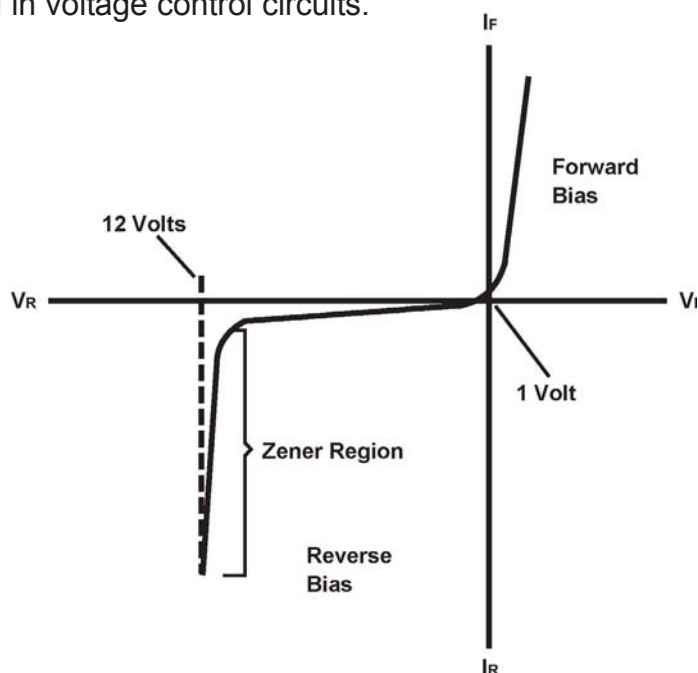 in voltage control circuits.
IF
Forward
Bias
12 Volts
VR
1 Volt
Zener Region
Reverse
Bias
IR